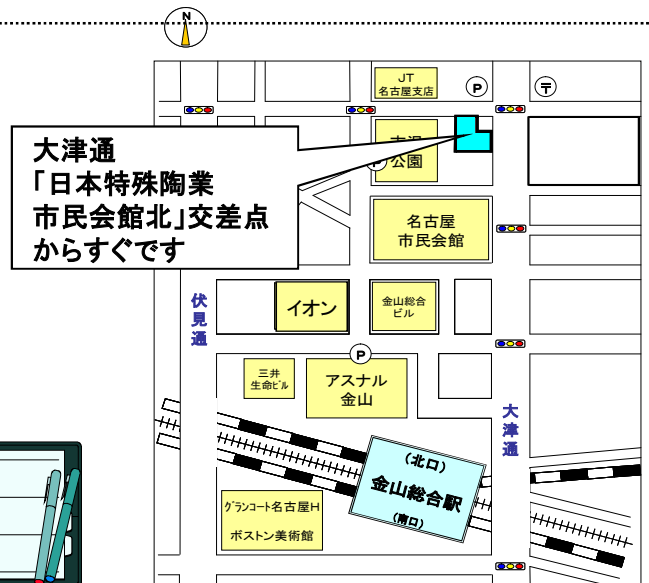 N
JT
名古屋支店
P
〒
大津通
「日本特殊陶業
市民会館北」交差点
からすぐです
P
公園
名古屋
市民会館
伏見通
イオン
金山総合
ビル
P
三井
生命ビル
アスナル
金山
大津通
(北口)
金山総合駅
(南口)
グランコート名古屋H
ボストン美術館